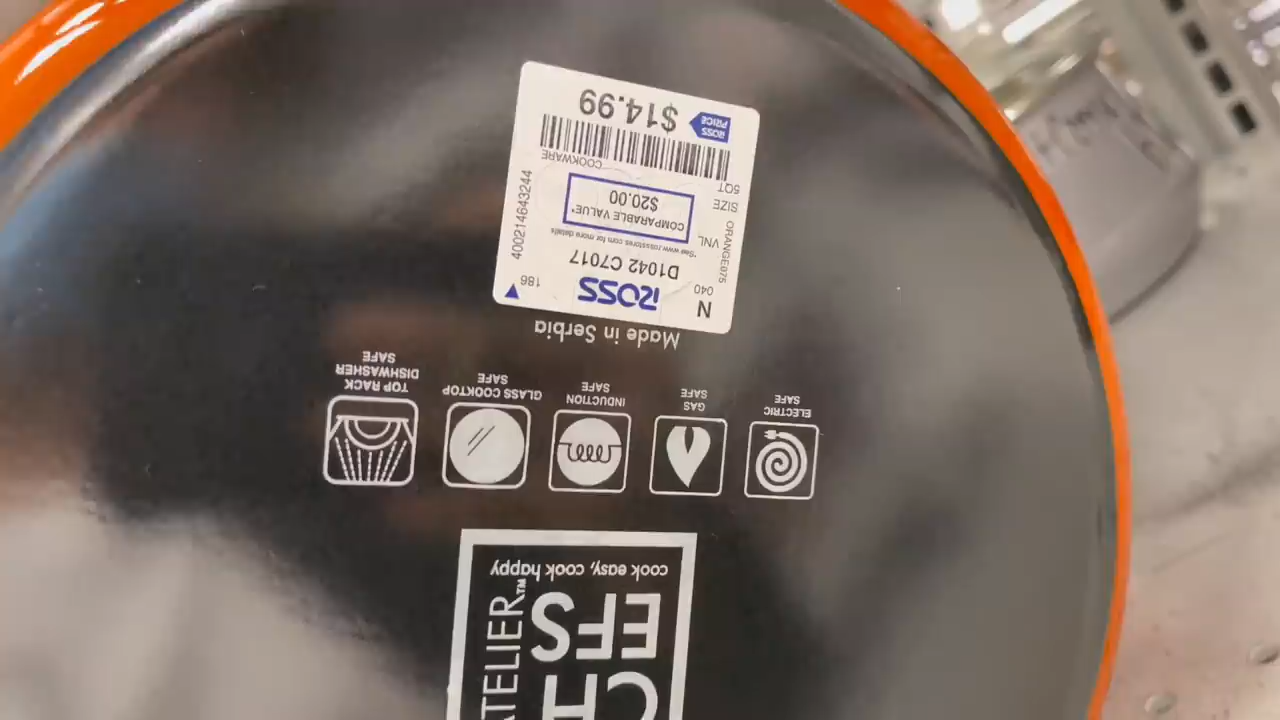 CH
EFS
ATELIER™
cook easy, cook happy
ELECTRIC
SAFE
GAS
SAFE
INDUCTION
SAFE
GLASS COOKTOP
SAFE
TOP RACK
DISHWASHER
SAFE
Made in Serbia
N
040
ROSS
186
D1042 C7017
*See www.rossstores.com for more details
ORANGE075
VNL
COMPARABLE VALUE*
$20.00
400214643244
SIZE
5QT
COOKWARE
ROSS
PRICE
$14.99